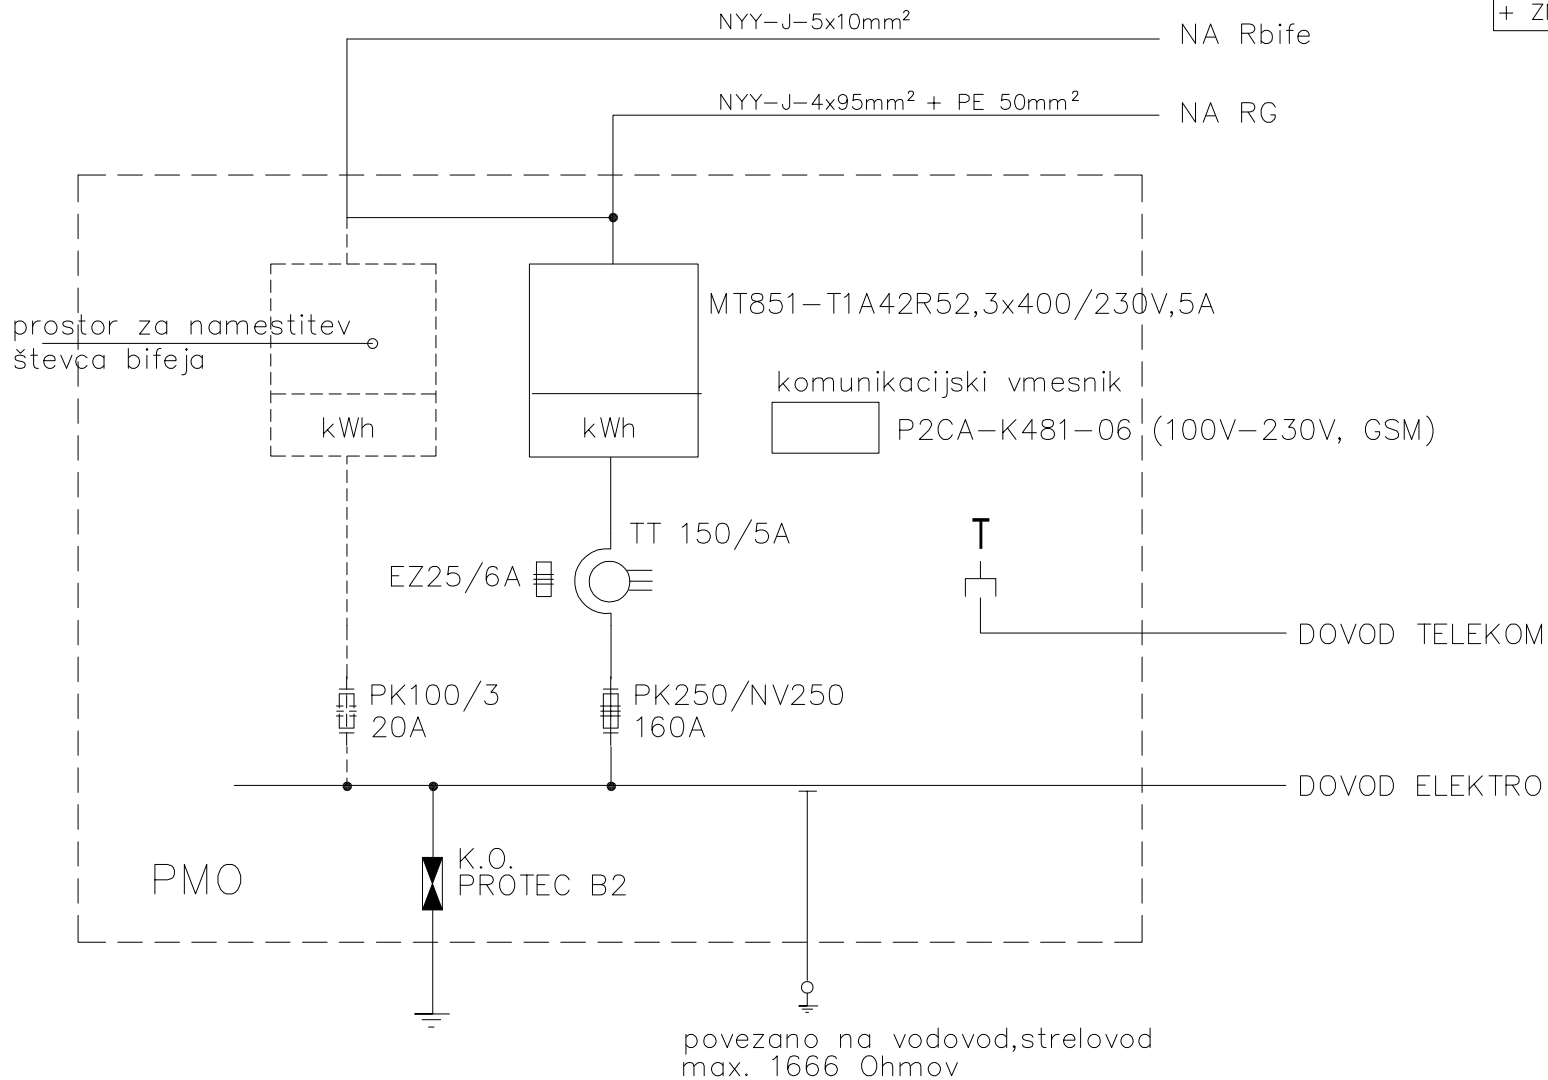 NYY-J-5x10mm²
NA Rbife
NYY-J-4x95mm² + PE 50mm²
NA RG
MT851-T1A42R52,3x400/230V,5A
prostor za namestitev
števca bifeja
komunikacijski vmesnik
kWh
kWh
P2CA-K481-06 (100V-230V, GSM)
TT 150/5A
T
EZ25/6A
DOVOD TELEKOM
PK100/3
20A
PK250/NV250
160A
DOVOD ELEKTRO
PMO
K.O.
PROTEC B2
povezano na vodovod,strelovod
max. 1666 Ohmov